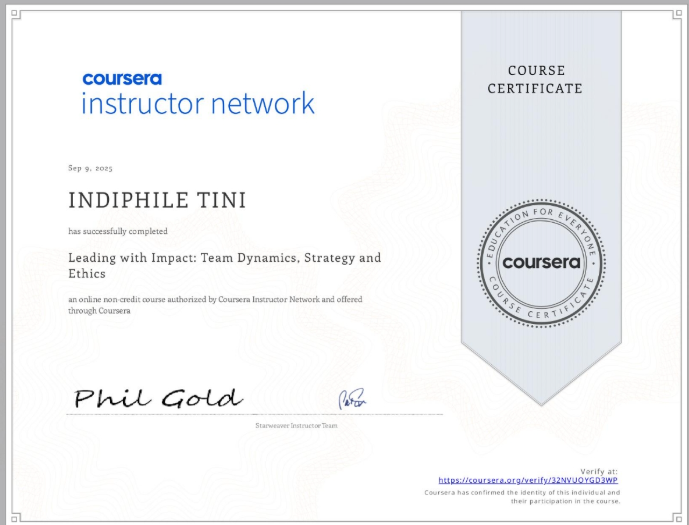 coursera
instructor network
COURSE
CERTIFICATE
Sep 9, 2025
INDIPHILE TINI
has successfully completed
Leading with Impact: Team Dynamics, Strategy and
Ethics
an online non-credit course authorized by Coursera Instructor Network and offered
through Coursera
EDUCATION FOR EVERYONE
coursera
COURSE CERTIFICATE
Phil Gold
Starweaver Instructor Team
Verify at:
https://coursera.org/verify/32NVUOYGD3WP
Coursera has confirmed the identity of this individual and
their participation in the course.